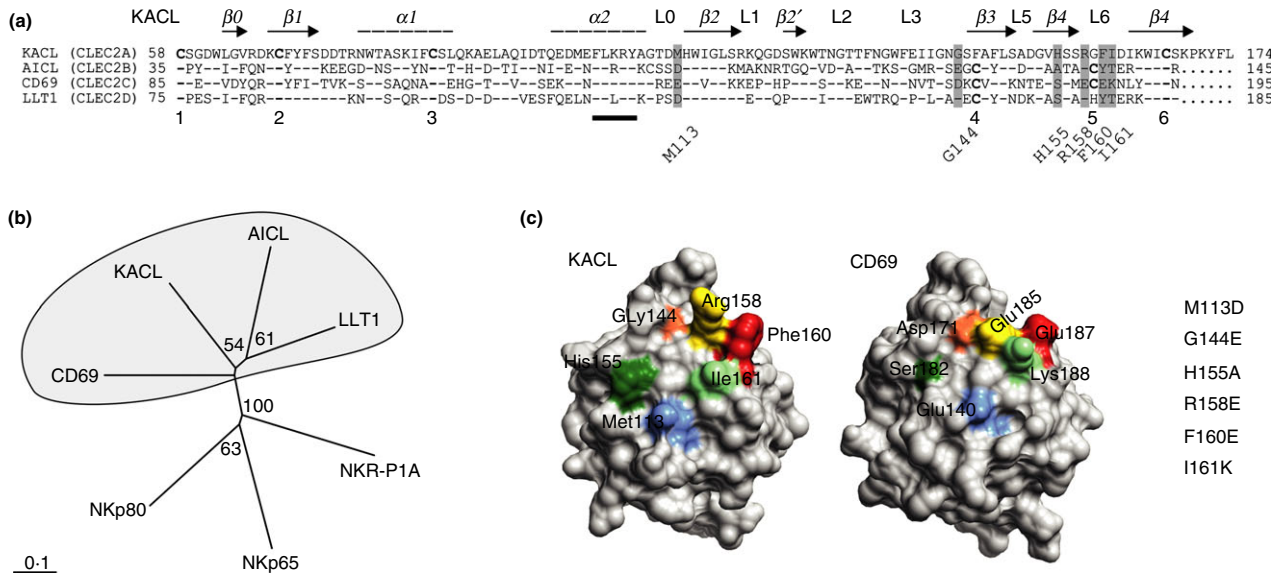 (a)
KACL β0 β1 α1 α2 L0 β2 L1 β2′ L2 L3 β3 L5 β4 L6 β4
KACL (CLEC2A) 58 CSGDWLGVRDKCFYFSDDTRNWTASKIFCSLQKAELAQIDTQEDMEFLKRYAGTDMHWIGLSRKQGDSWKWTNGTTFNGWFEIIGNGSFAFLSADGVHSSRGFIDIKWICSKPKYFL 174
AICL (CLEC2B) 35
CD69 (CLEC2C) 85
LLT1 (CLEC2D) 75
1 2 3 4 5 6
M113 G144 H155 R158 F160 I161
(b)
AICL
KACL
LLT1
54 61
CD69
100
63
NKR-P1A
NKp80
NKp65
0·1
(c)
KACL
Arg158
GLy144
Phe160
His155
Ile161
Met113
CD69
Glu185
Asp171
Glu187
Ser182
Lys188
Glu140
M113D
G144E
H155A
R158E
F160E
I161K
145
195
185